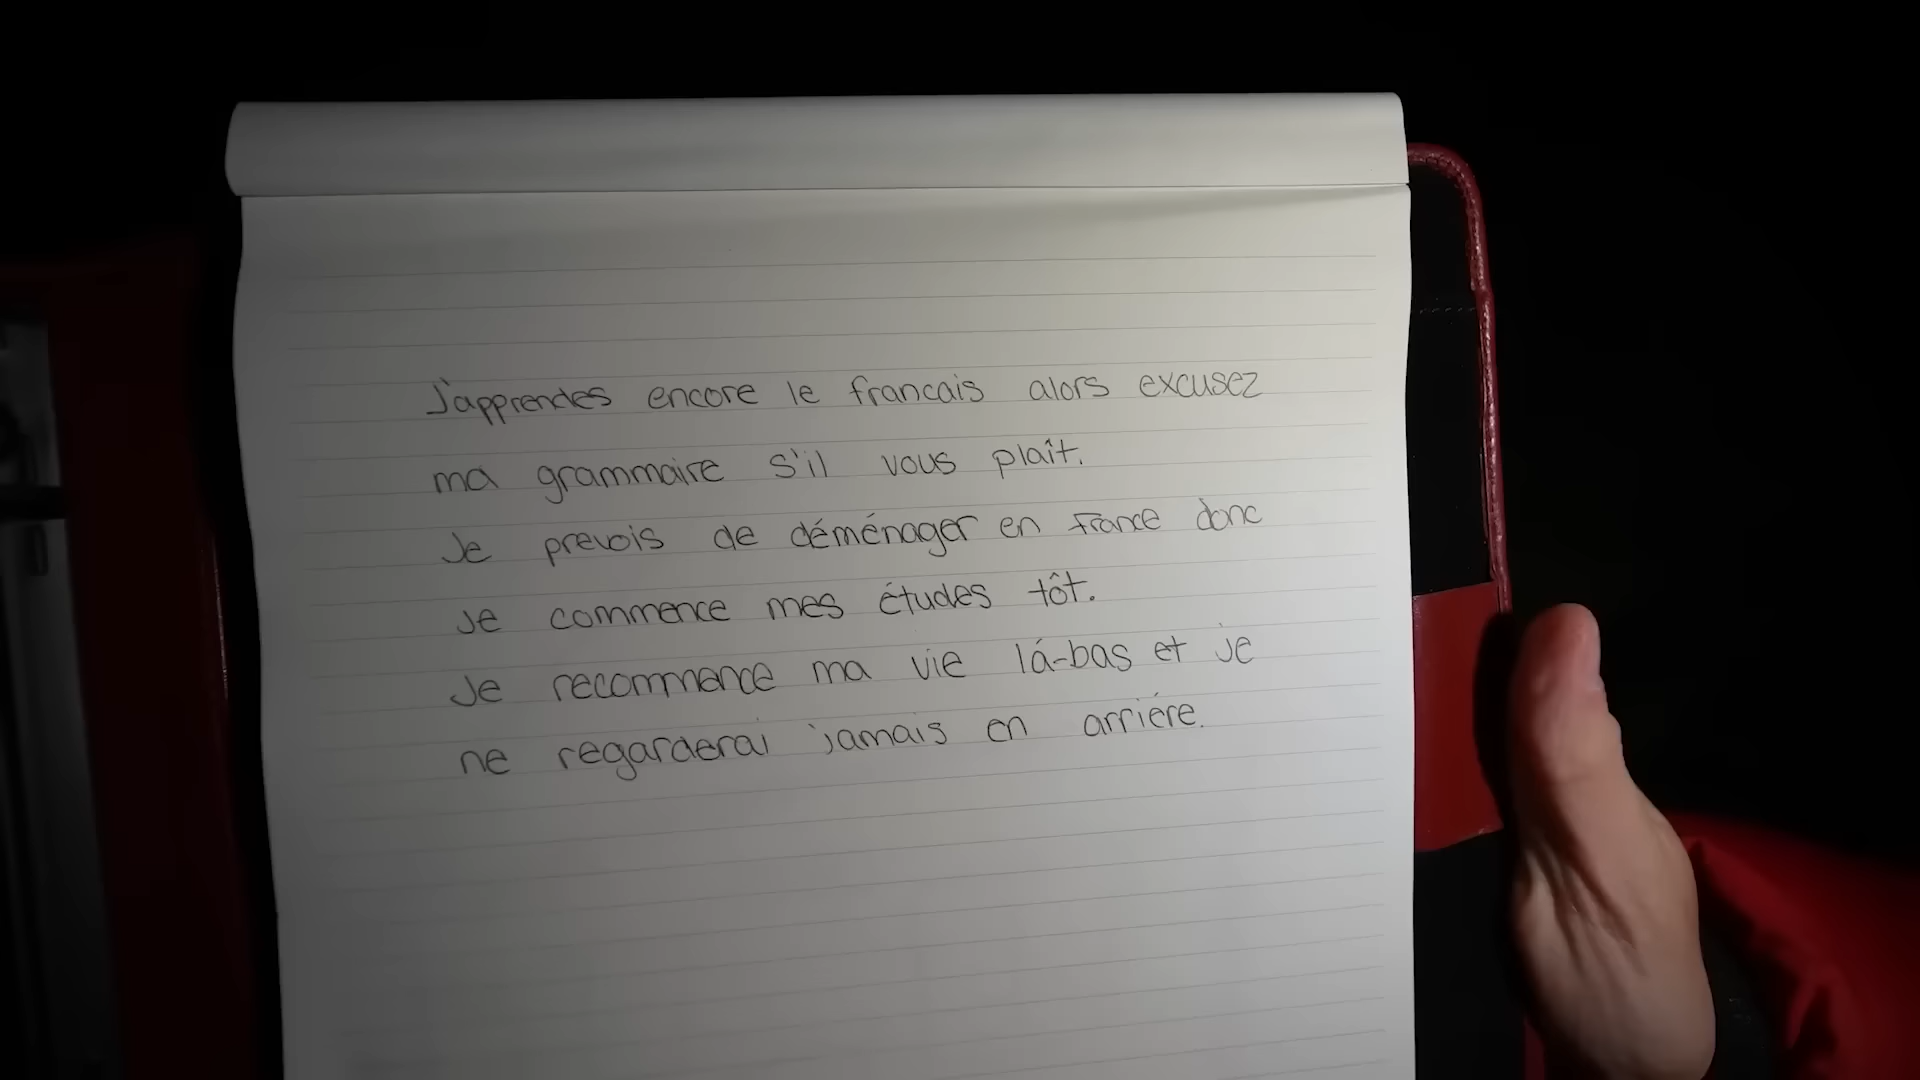 J'apprendes encore le francais alors excusez
ma grammaire s'il vous plaît.
Je prevois de déménager en France donc
Je commence mes études tôt.
Je recommence ma vie lá-bas et je
ne regarderai jamais en arriére.